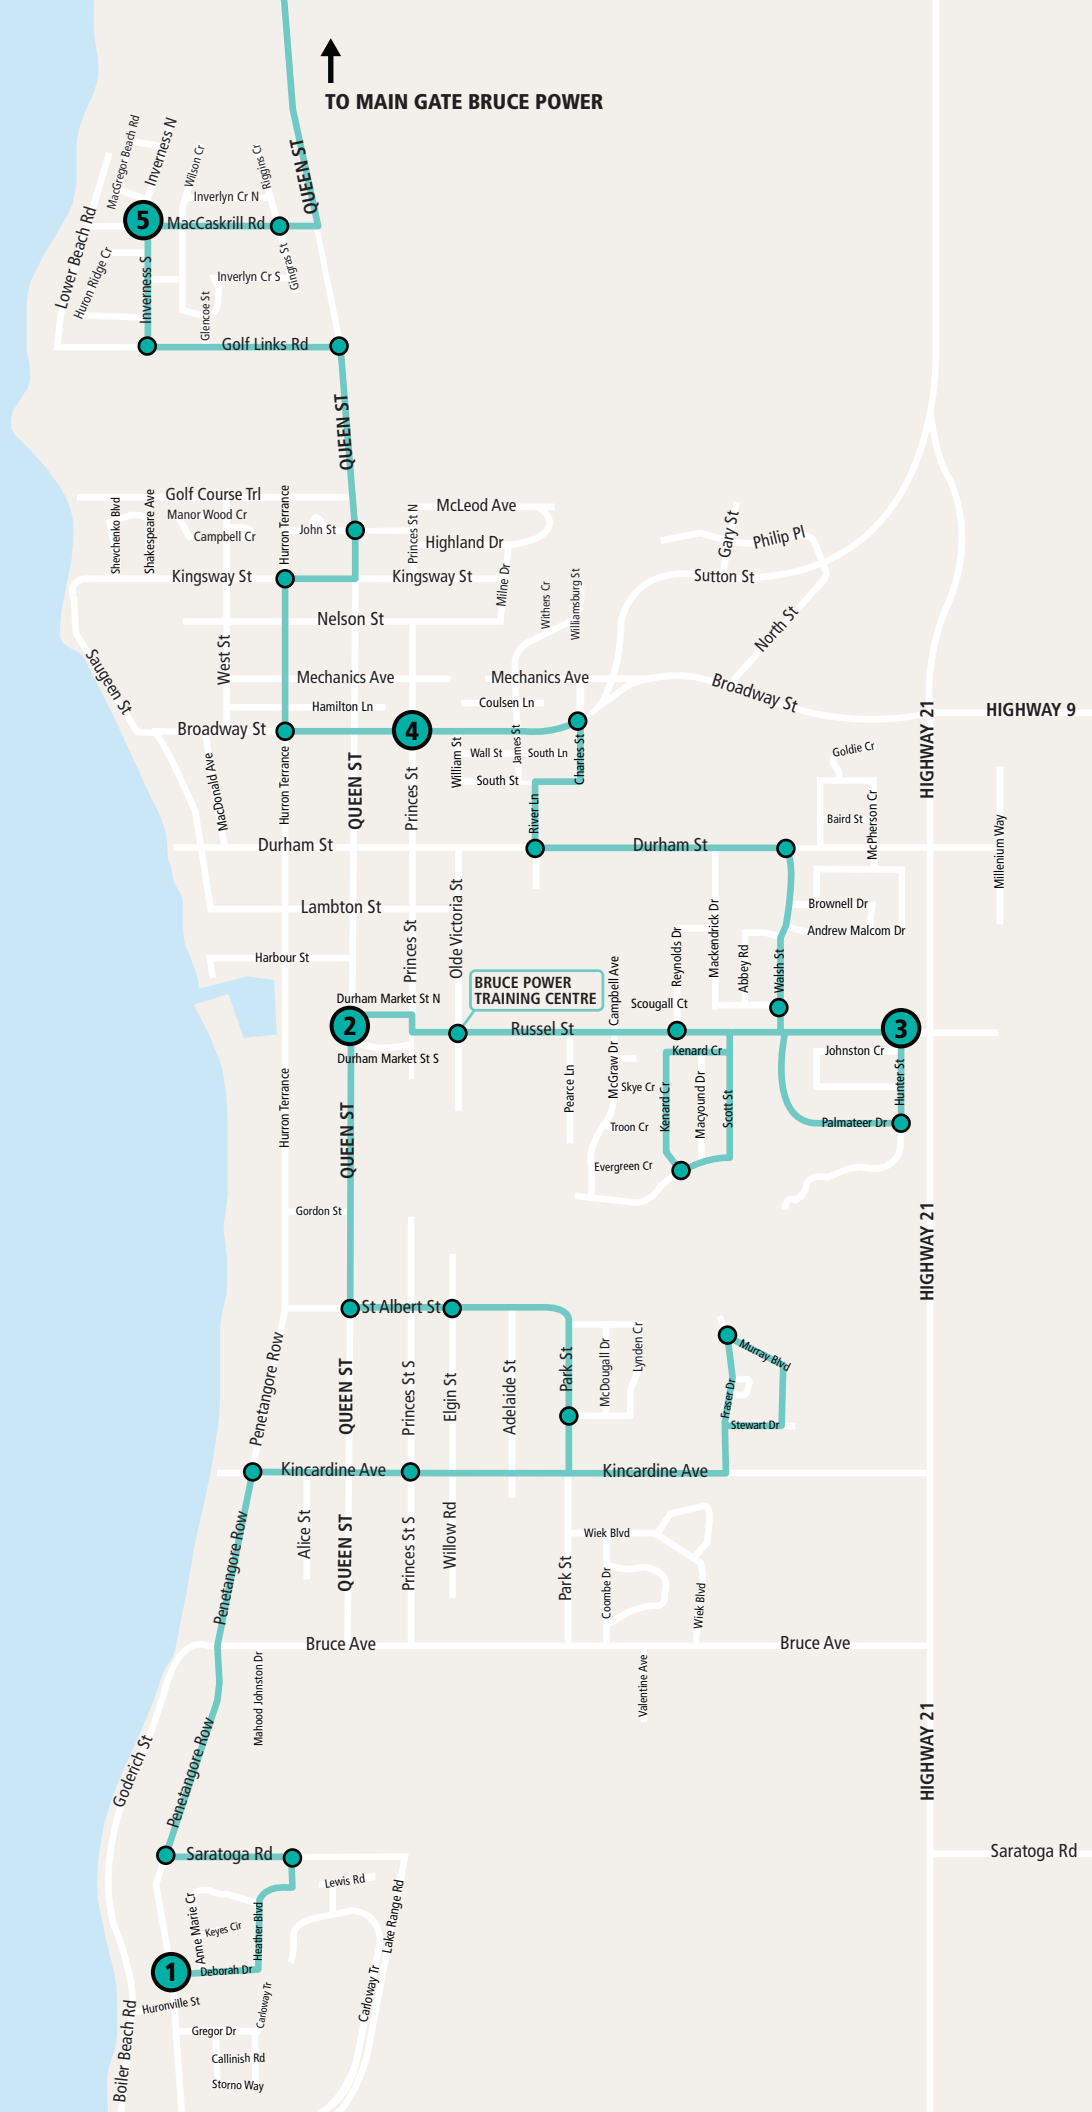 TO MAIN GATE BRUCE POWER
MacGregor Beach Rd
Inverness N
Wilson Cr
Riggins Cr
QUEEN ST
Inverlyn Cr N
5
MacCaskrill Rd
Lower Beach Rd
Huron Ridge Cr
Inverness S
Inverlyn Cr S
Gingras St
Glencoe St
Golf Links Rd
QUEEN ST
Golf Course Trl
Manor Wood Cr
Campbell Cr
Shevchenko Blvd
Shakespeare Ave
Hurron Terrance
John St
Princes St N
McLeod Ave
Highland Dr
Gary St
Philip Pl
Kingsway St
Kingsway St
Milne Dr
Withers Cr
Williamsburg St
Sutton St
Nelson St
North St
West St
Saugeen St
Mechanics Ave
Mechanics Ave
Broadway St
Hamilton Ln
Coulsen Ln
HIGHWAY 9
HIGHWAY 21
Broadway St
4
MacDonald Ave
Hurron Terrance
QUEEN ST
Princes St
William St
Wall St
James St
South Ln
Charles St
South St
River Ln
Goldie Cr
Baird St
McPherson Cr
Millenium Way
Durham St
Durham St
Lambton St
Olde Victoria St
Princes St
Brownell Dr
Andrew Malcom Dr
Mackendrick Dr
Reynolds Dr
Abbey Rd
Walsh St
Harbour St
Campbell Ave
BRUCE POWER
TRAINING CENTRE
Durham Market St N
Scougall Ct
2
Russel St
3
Durham Market St S
Kenard Cr
Johnston Cr
Hurron Terrance
QUEEN ST
Pearce Ln
McGraw Dr
Skye Cr
Kenard Cr
Macyound Dr
Scott St
Hunter St
Troon Cr
Palmateer Dr
Evergreen Cr
Gordon St
HIGHWAY 21
St Albert St
Penetangore Row
QUEEN ST
Princes St S
Elgin St
Adelaide St
Park St
McDougall Dr
Lynden Cr
Murray Blvd
Fraser Dr
Stewart Dr
Kincardine Ave
Kincardine Ave
Penetangore Row
Alice St
QUEEN ST
Princes St S
Willow Rd
Park St
Wiek Blvd
Coombe Dr
Wiek Blvd
Bruce Ave
Bruce Ave
Mahood Johnston Dr
Valentine Ave
HIGHWAY 21
Goderich St
Penetangore Row
Saratoga Rd
Saratoga Rd
Lewis Rd
Anne Marie Cr
Keyes Cir
Heather Blvd
Lake Range Rd
1
Deborah Dr
Huronville St
Carloway Tr
Carloway Tr
Boiler Beach Rd
Gregor Dr
Callinish Rd
Storno Way